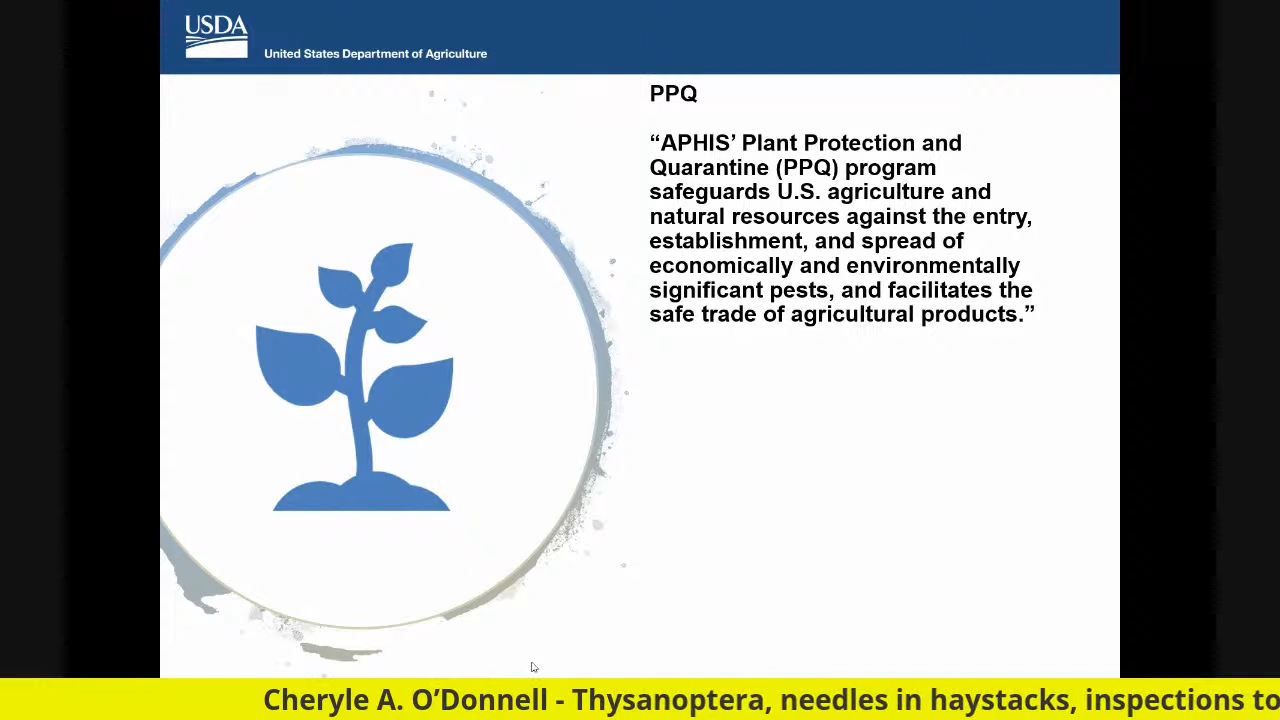 USDA
United States Department of Agriculture
PPQ
“APHIS’ Plant Protection and
Quarantine (PPQ) program
safeguards U.S. agriculture and
natural resources against the entry,
establishment, and spread of
economically and environmentally
significant pests, and facilitates the
safe trade of agricultural products.”
Cheryle A. O’Donnell - Thysanoptera, needles in haystacks, inspections to